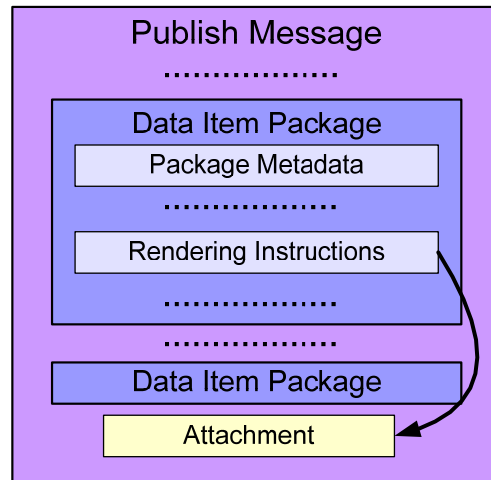 Publish Message
Data Item Package
Package Metadata
Rendering Instructions
Data Item Package
Attachment